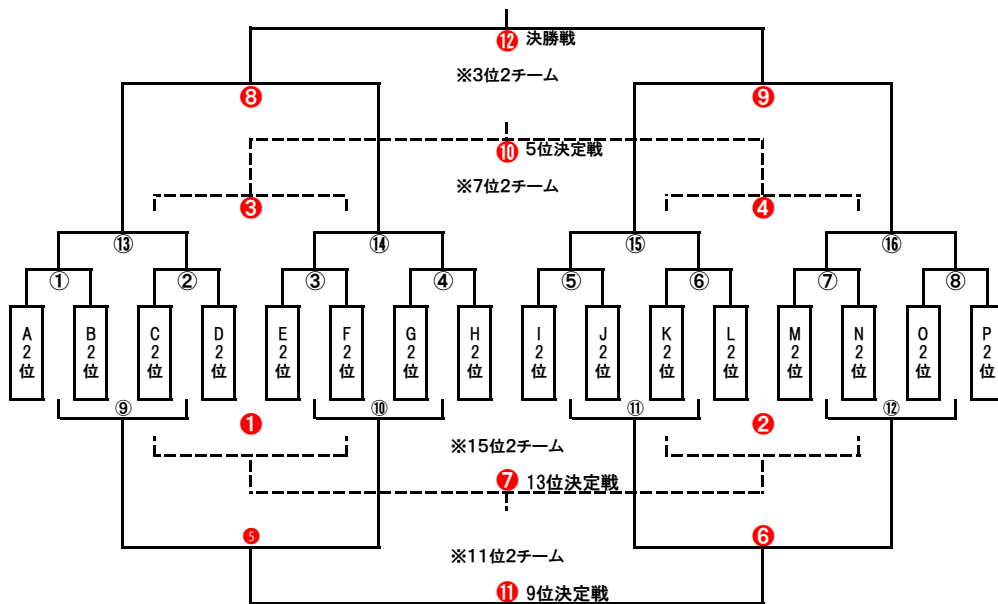 ⓬ 決勝戦
※3位2チーム
❽ ❾
❿ 5位決定戦
※7位2チーム
❸ ❹
⑬ ⑭ ⑮ ⑯
① ② ③ ④ ⑤ ⑥ ⑦ ⑧
A2位 B2位 C2位 D2位 E2位 F2位 G2位 H2位 I2位 J2位 K2位 L2位 M2位 N2位 O2位 P2位
⑨ ⑩ ⑪ ⑫
❶ ❷
※15位2チーム
❼ 13位決定戦
❺ ❻
※11位2チーム
⓫ 9位決定戦